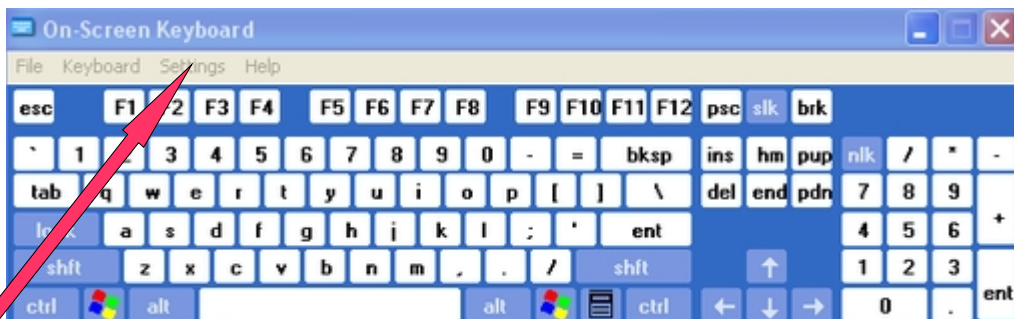 On-Screen Keyboard
File Keyboard Settings Help
esc F1 F2 F3 F4 F5 F6 F7 F8 F9 F10 F11 F12 psc slk brk
` 1 2 3 4 5 6 7 8 9 0 - = bksp ins hm pup nlk / * -
tab q w e r t y u i o p [ ] \ del end pdn 7 8 9 +
lock a s d f g h j k l ; ' ent 4 5 6
shft z x c v b n m , . / shft ↑ 1 2 3 ent
ctrl alt alt ctrl ← ↓ → 0 .